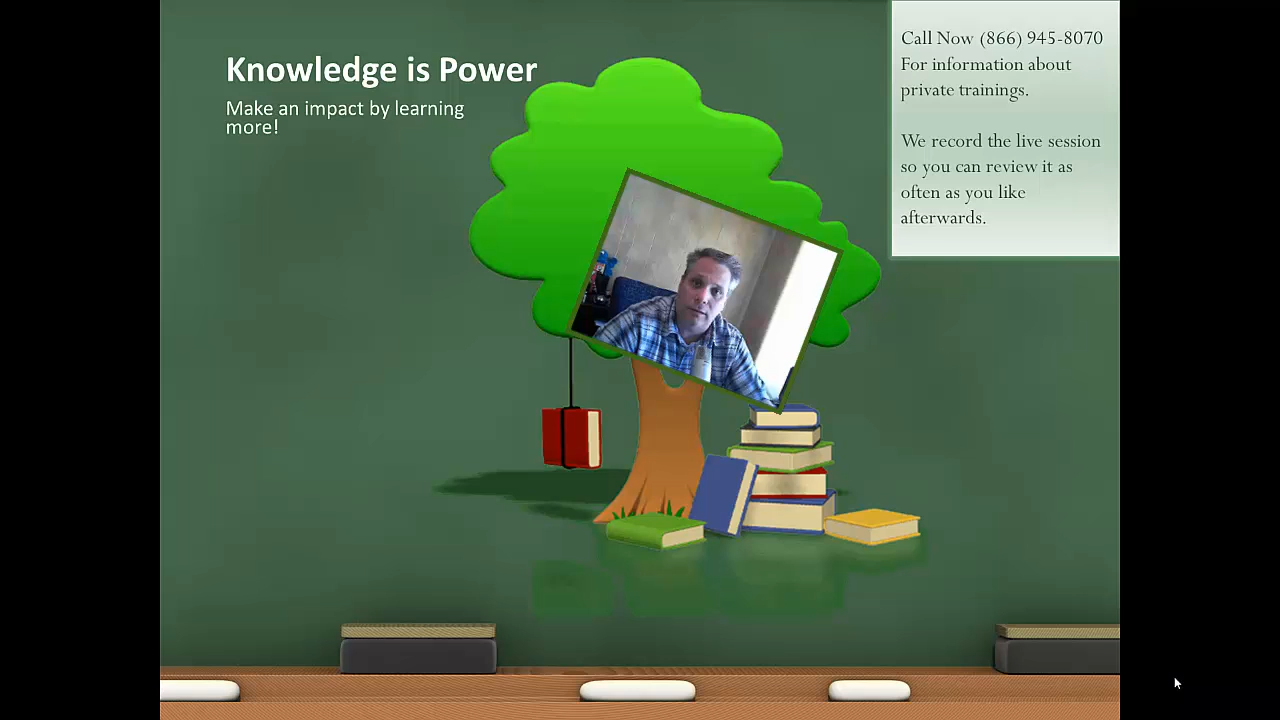 Knowledge is Power
Make an impact by learning
more!
Call Now (866) 945-8070
For information about
private trainings.
We record the live session
so you can review it as
often as you like
afterwards.